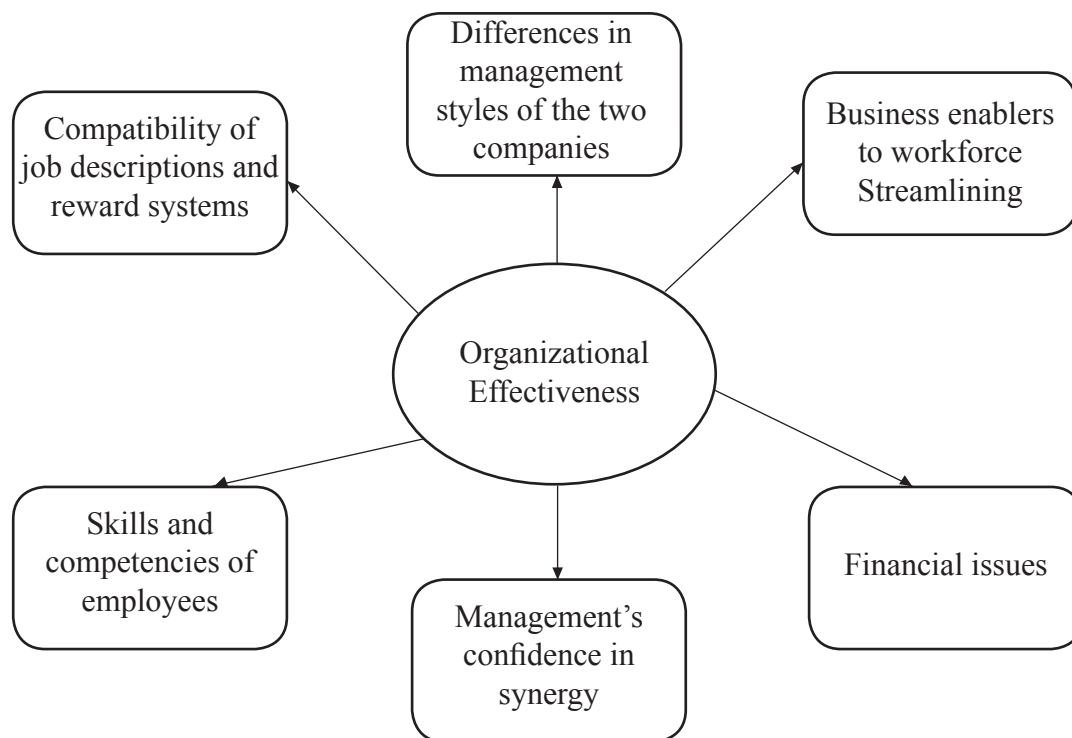 Differences in
management
styles of the two
companies
Compatibility of
job descriptions and
reward systems
Business enablers
to workforce
Streamlining
Organizational
Effectiveness
Skills and
competencies of
employees
Management’s
confidence in
synergy
Financial issues